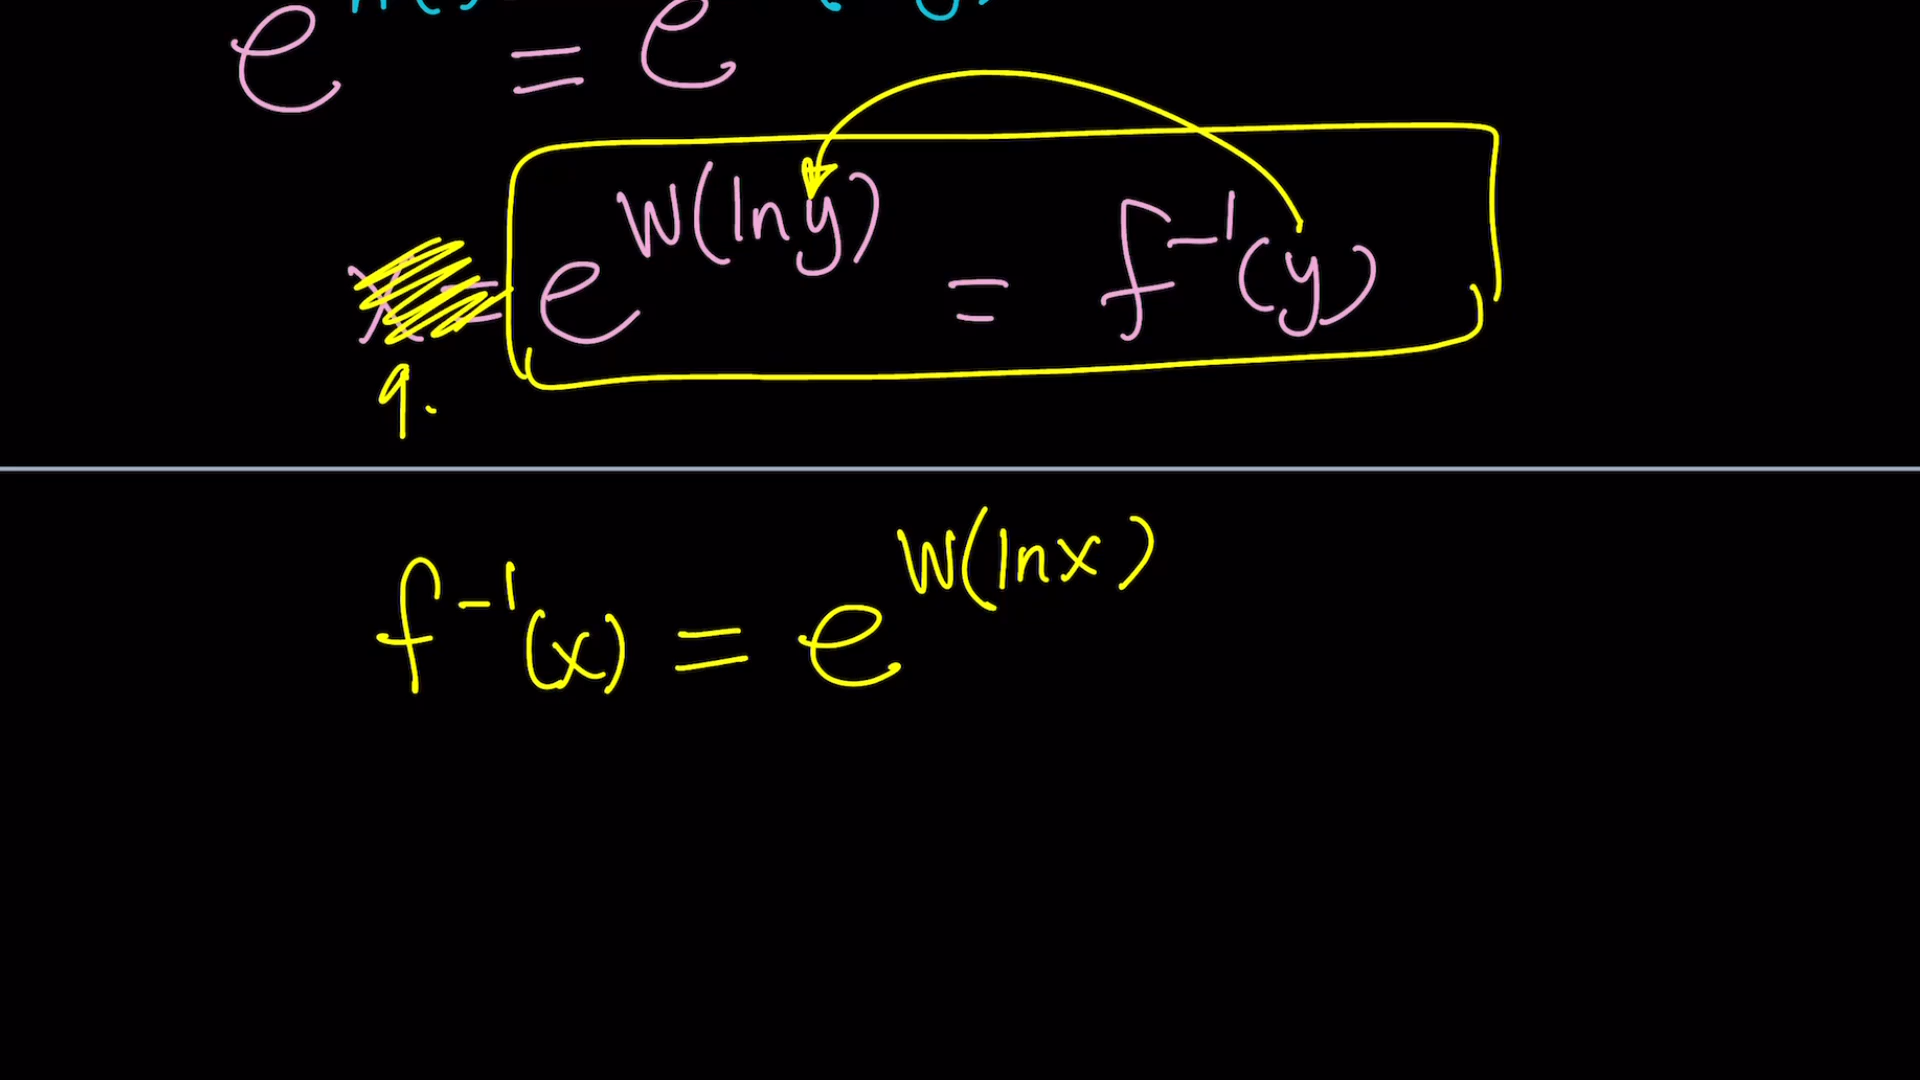 e = e
x = e^{W(ln y)} = f^{-1}(y)
9.
f^{-1}(x) = e^{W(ln x)}